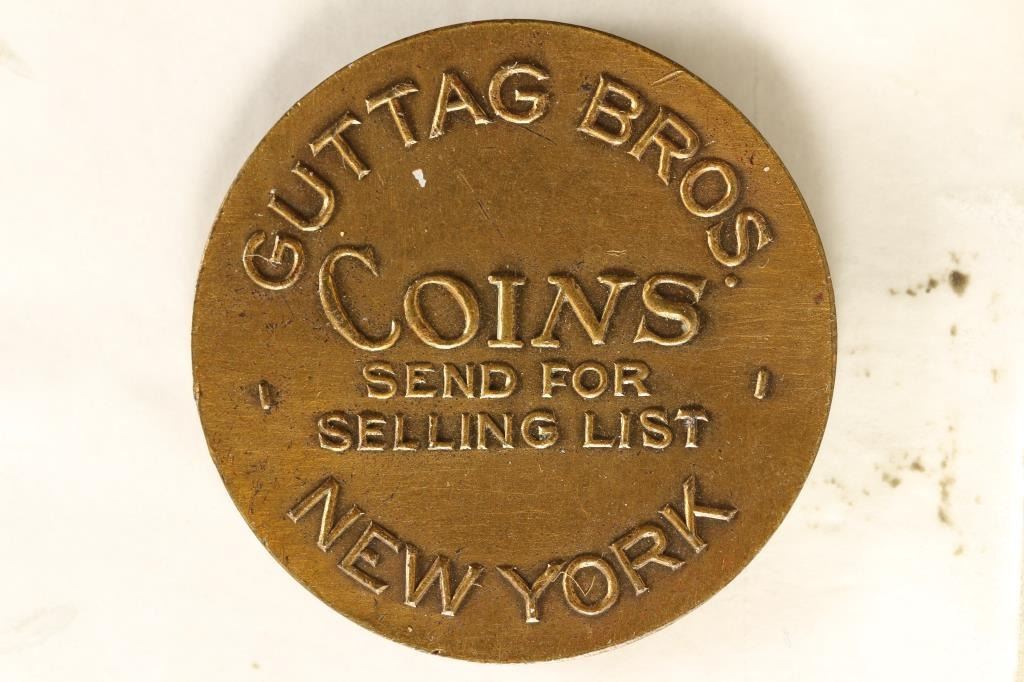 GUTTAG BROS.
COINS
SEND FOR
SELLING LIST
NEW YORK